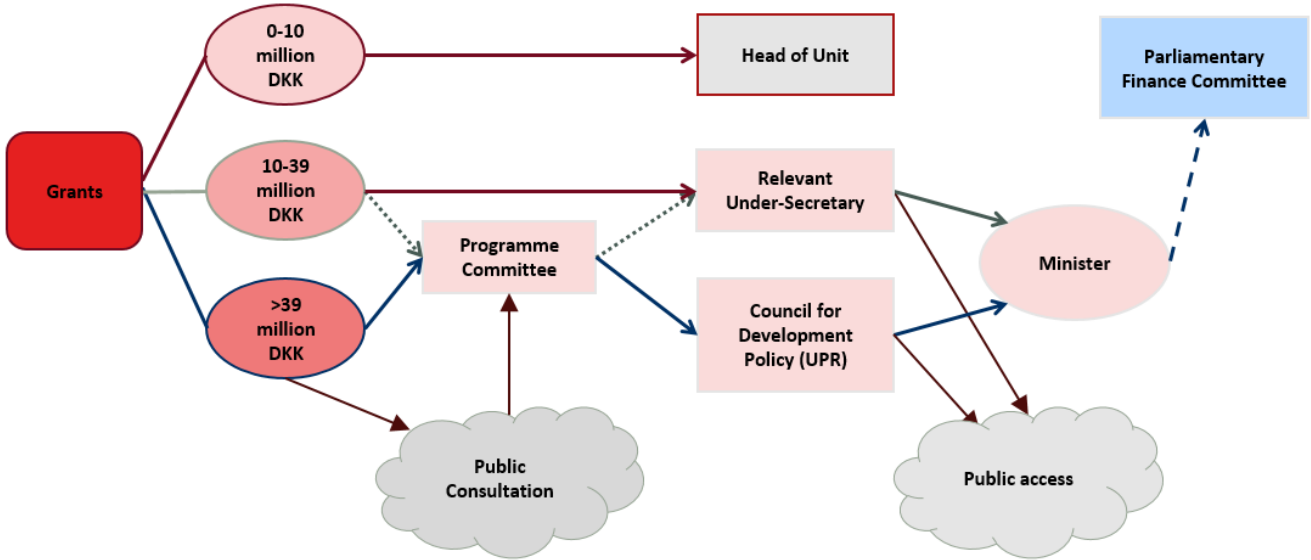 0-10
million
DKK
Head of Unit
Parliamentary
Finance Committee
Grants
10-39
million
DKK
Relevant
Under-Secretary
Programme
Committee
Minister
>39
million
DKK
Council for
Development
Policy (UPR)
Public
Consultation
Public access